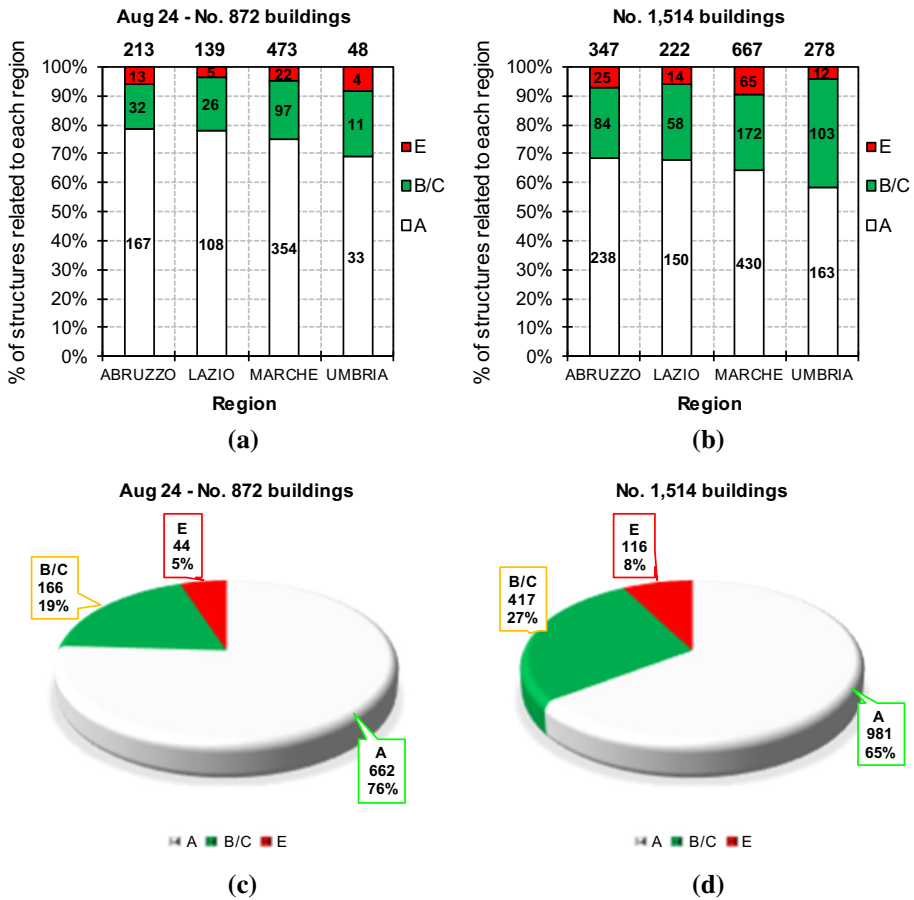 Aug 24 - No. 872 buildings
213 139 473 48
% of structures related to each region
100%
90%
80%
70%
60%
50%
40%
30%
20%
10%
0%
13 5 22 4
32 26 97 11
167 108 354 33
E
B/C
A
ABRUZZO LAZIO MARCHE UMBRIA
Region
(a)
No. 1,514 buildings
347 222 667 278
% of structures related to each region
100%
90%
80%
70%
60%
50%
40%
30%
20%
10%
0%
25 14 65 12
84 58 172 103
238 150 430 163
E
B/C
A
ABRUZZO LAZIO MARCHE UMBRIA
Region
(b)
Aug 24 - No. 872 buildings
E
44
5%
B/C
166
19%
A
662
76%
A B/C E
(c)
No. 1,514 buildings
E
116
8%
B/C
417
27%
A
981
65%
A B/C E
(d)